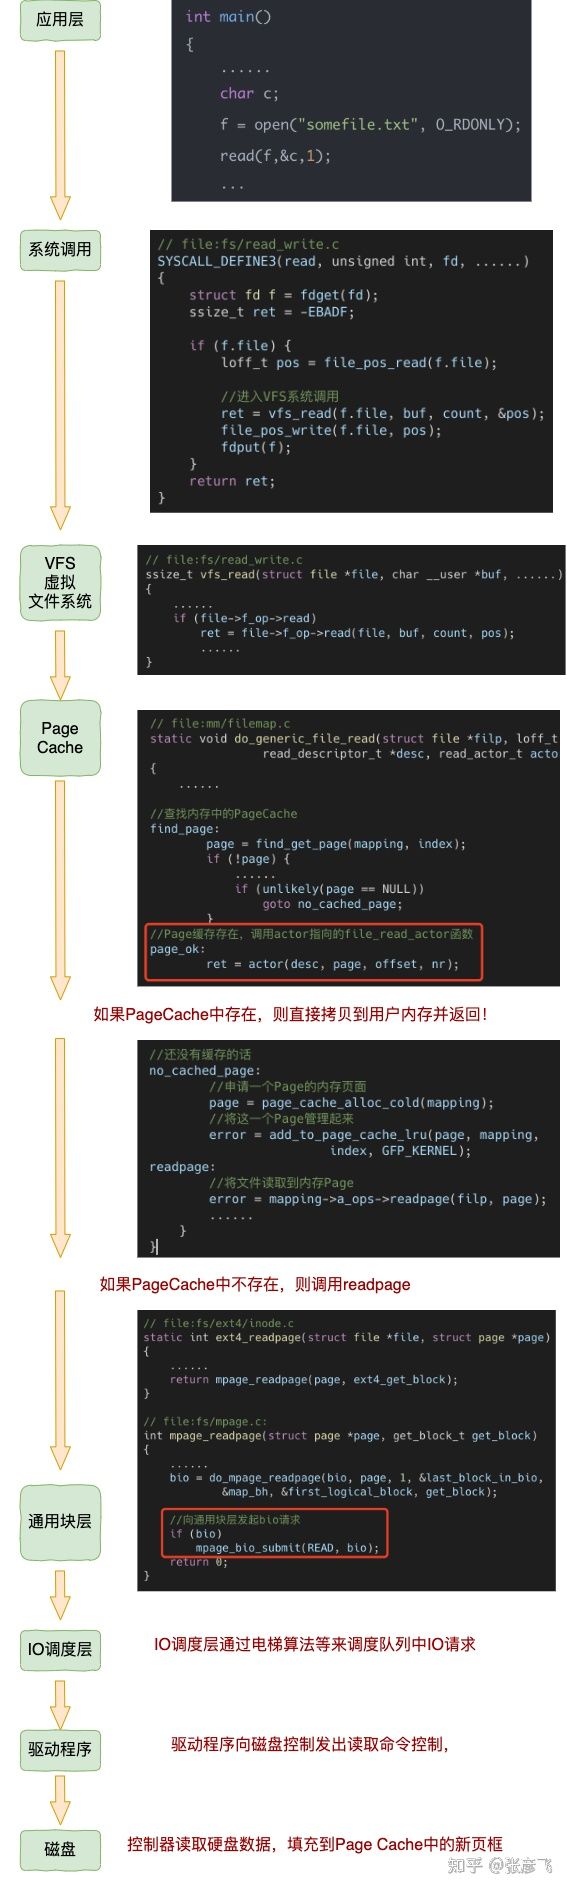 应用层
int main()
{
......
char c;
f = open("somefile.txt", O_RDONLY);
read(f,&c,1);
...
系统调用
// file:fs/read_write.c
SYSCALL_DEFINE3(read, unsigned int, fd, ......)
{
struct fd f = fdget(fd);
ssize_t ret = -EBADF;
if (f.file) {
loff_t pos = file_pos_read(f.file);
//进入VFS系统调用
ret = vfs_read(f.file, buf, count, &pos);
file_pos_write(f.file, pos);
fdput(f);
}
return ret;
}
VFS
虚拟
文件系统
// file:fs/read_write.c
ssize_t vfs_read(struct file *file, char __user *buf, ......)
{
......
if (file->f_op->read)
ret = file->f_op->read(file, buf, count, pos);
......
}
Page
Cache
// file:mm/filemap.c
static void do_generic_file_read(struct file *filp, loff_t
read_descriptor_t *desc, read_actor_t acto
{
......
//查找内存中的PageCache
find_page:
page = find_get_page(mapping, index);
if (!page) {
......
if (unlikely(page == NULL))
goto no_cached_page;
}
//Page缓存存在，调用actor指向的file_read_actor函数
page_ok:
ret = actor(desc, page, offset, nr);
如果PageCache中存在，则直接拷贝到用户内存并返回！
//还没有缓存的话
no_cached_page:
//申请一个Page的内存页面
page = page_cache_alloc_cold(mapping);
//将这一个Page管理起来
error = add_to_page_cache_lru(page, mapping,
index, GFP_KERNEL);
readpage:
//将文件读取到内存Page
error = mapping->a_ops->readpage(filp, page);
......
}
}
如果PageCache中不存在，则调用readpage
// file:fs/ext4/inode.c
static int ext4_readpage(struct file *file, struct page *page)
{
......
return mpage_readpage(page, ext4_get_block);
}
// file:fs/mpage.c:
int mpage_readpage(struct page *page, get_block_t get_block)
{
......
bio = do_mpage_readpage(bio, page, 1, &last_block_in_bio,
&map_bh, &first_logical_block, get_block);
//向通用块层发起bio请求
if (bio)
mpage_bio_submit(READ, bio);
return 0;
}
通用块层
IO调度层
IO调度层通过电梯算法等来调度队列中IO请求
驱动程序
驱动程序向磁盘控制发出读取命令控制，
磁盘
控制器读取硬盘数据，填充到Page Cache中的新页框
知乎 @张彦飞